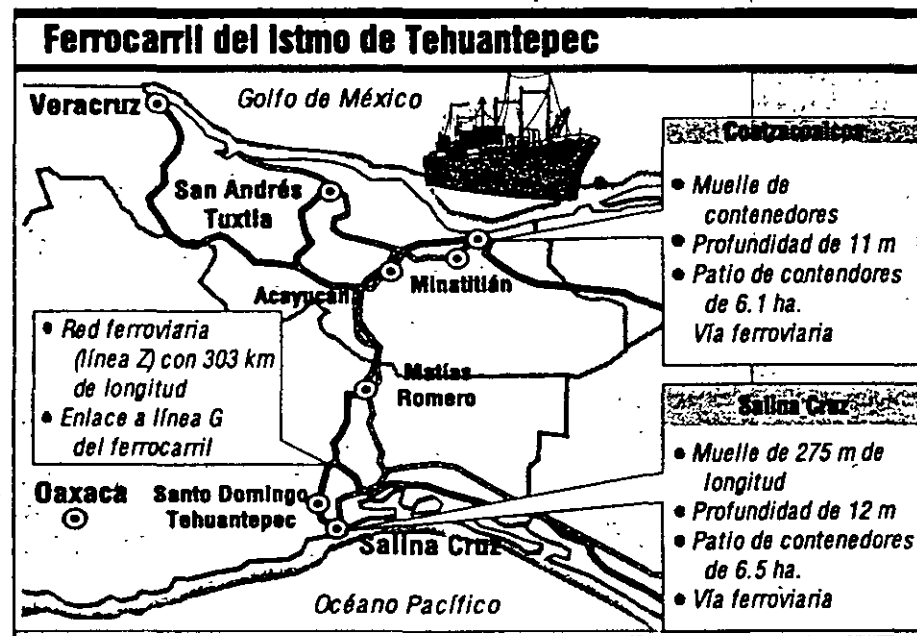 Ferrocarril del Istmo de Tehuantepec
Veracruz
Golfo de México
San Andrés
Tuxtla
Acayucan
Minatitlán
Coatzacoalcos
• Muelle de
contenedores
• Profundidad de 11 m
• Patio de contendores
de 6.1 ha.
Vía ferroviaria
• Red ferroviaria
(línea Z) con 303 km
de longitud
• Enlace a línea G
del ferrocarril
Matías
Romero
Oaxaca
Santo Domingo
Tehuantepec
Salina Cruz
Océano Pacífico
Salina Cruz
• Muelle de 275 m de
longitud
• Profundidad de 12 m
• Patio de contenedores
de 6.5 ha.
• Vía ferroviaria